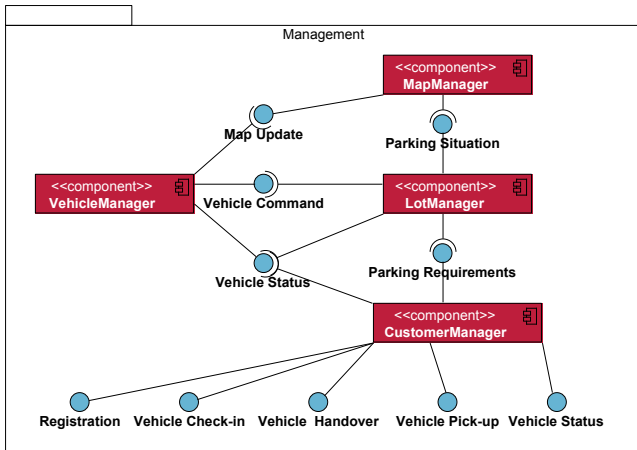 Management
<<component>>
MapManager
Map Update
Parking Situation
<<component>>
VehicleManager
Vehicle Command
<<component>>
LotManager
Vehicle Status
Parking Requirements
<<component>>
CustomerManager
Registration
Vehicle Check-in
Vehicle  Handover
Vehicle Pick-up
Vehicle Status